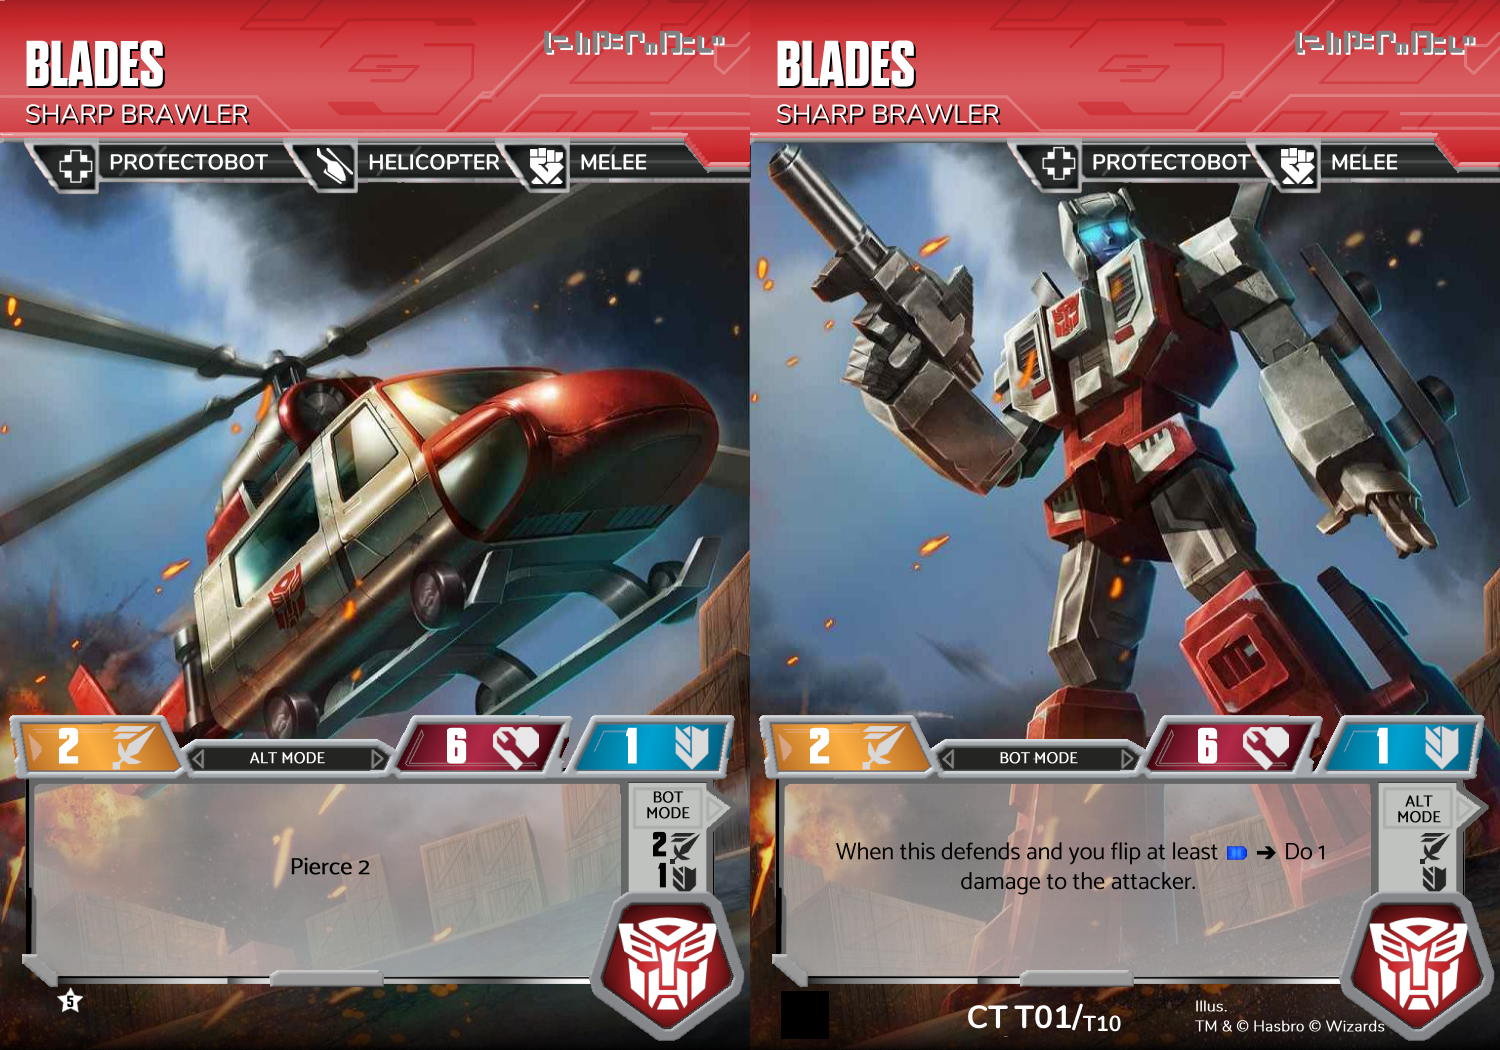 BLADES
SHARP BRAWLER
PROTECTOBOT HELICOPTER MELEE
2 ALT MODE 6 1
Pierce 2
BOT
MODE
2
1
5
BLADES
SHARP BRAWLER
PROTECTOBOT MELEE
2 BOT MODE 6 1
When this defends and you flip at least → Do 1
damage to the attacker.
ALT
MODE
CT T01/T10
Illus.
TM & © Hasbro © Wizards